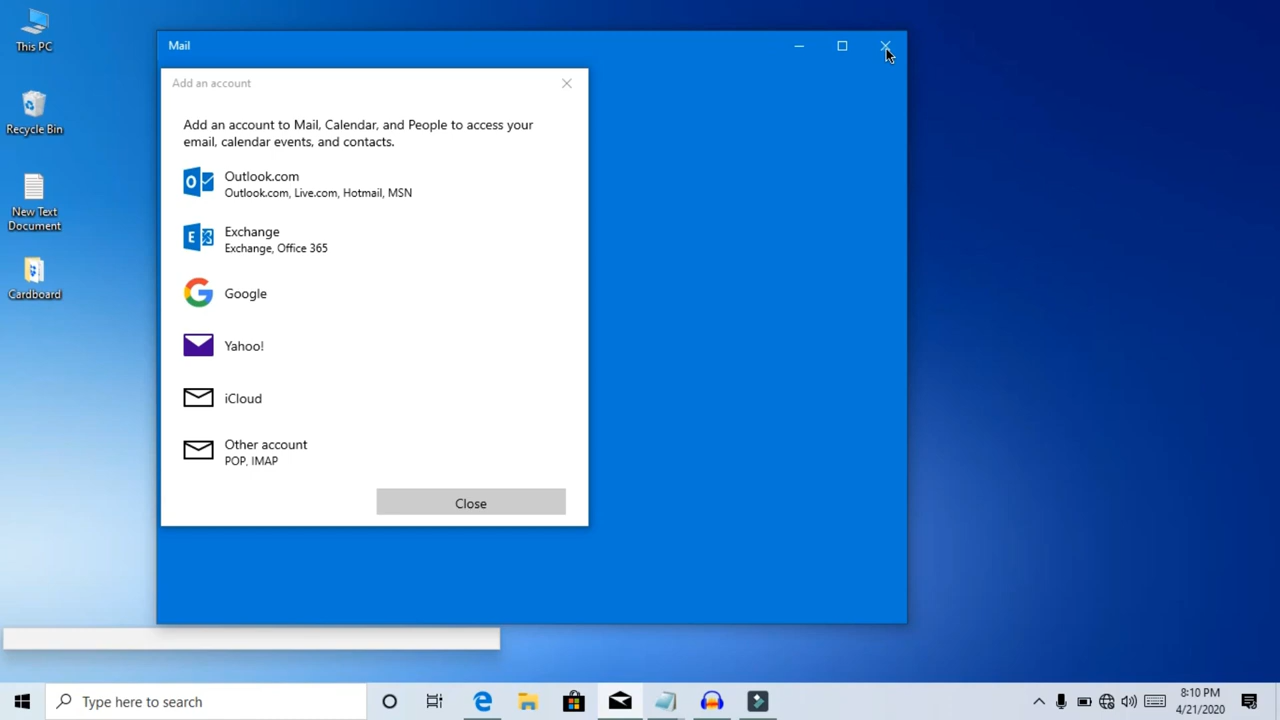 This PC
Recycle Bin
New Text
Document
Cardboard
Mail
Add an account
Add an account to Mail, Calendar, and People to access your
email, calendar events, and contacts.
Outlook.com
Outlook.com, Live.com, Hotmail, MSN
Exchange
Exchange, Office 365
Google
Yahoo!
iCloud
Other account
POP, IMAP
Close
Type here to search
8:10 PM
4/21/2020